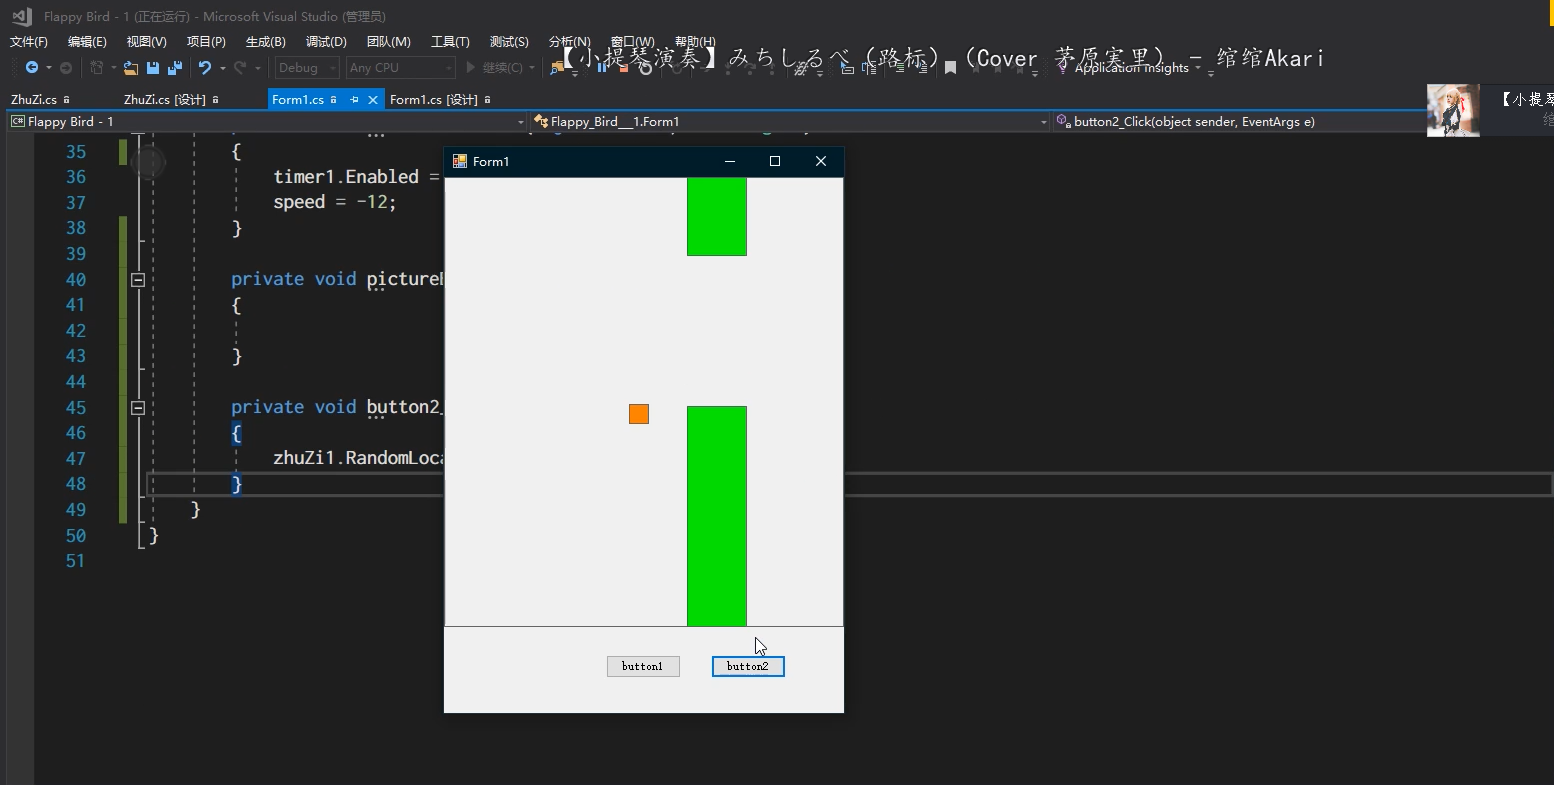 Flappy Bird - 1 (正在运行) - Microsoft Visual Studio (管理员)
文件(F) 编辑(E) 视图(V) 项目(P) 生成(B) 调试(D) 团队(M) 工具(T) 测试(S) 分析(N) 窗口(W) 帮助(H)
【小提琴演奏】みちしるべ（路标）（Cover 茅原実里） - 绾绾Akari
Debug Any CPU 继续(C) Application Insights
ZhuZi.cs ZhuZi.cs [设计] Form1.cs Form1.cs [设计]
【小提琴
Flappy Bird - 1 Flappy_Bird__1.Form1 button2_Click(object sender, EventArgs e)
35 {
36 timer1.Enabled =
37 speed = -12;
38 }
39
40 private void picture
41 {
42
43 }
44
45 private void button2_
46 {
47 zhuZi1.RandomLoc
48 }
49 }
50 }
51
Form1
button1 button2